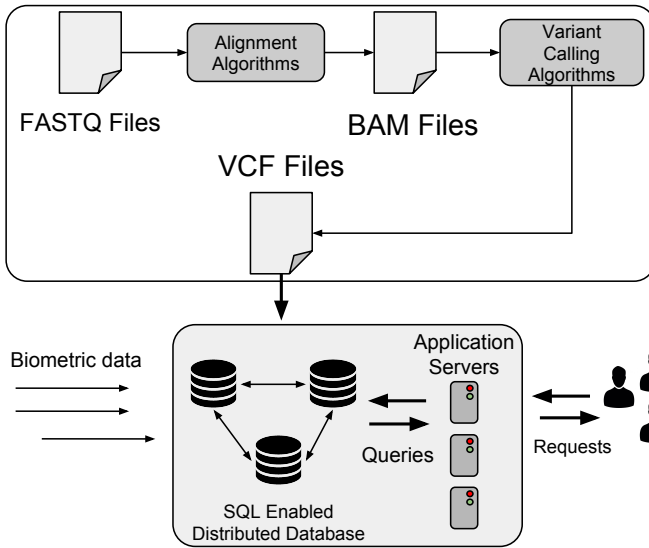 FASTQ Files
Alignment
Algorithms
BAM Files
Variant
Calling
Algorithms
VCF Files
Biometric data
SQL Enabled
Distributed Database
Queries
Application
Servers
Requests